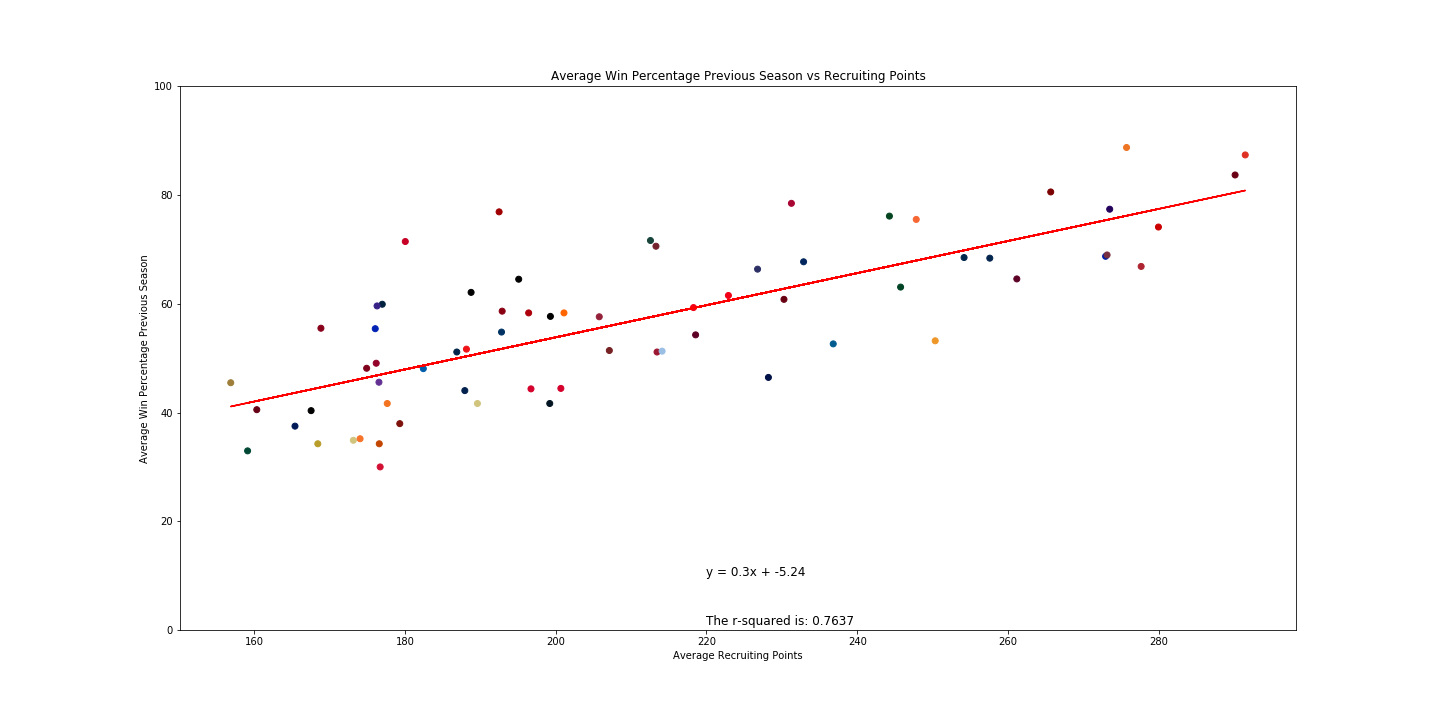 Average Win Percentage Previous Season vs Recruiting Points
100
80
60
40
20
0
Average Win Percentage Previous Season
y = 0.3x + -5.24
The r-squared is: 0.7637
160 180 200 220 240 260 280
Average Recruiting Points